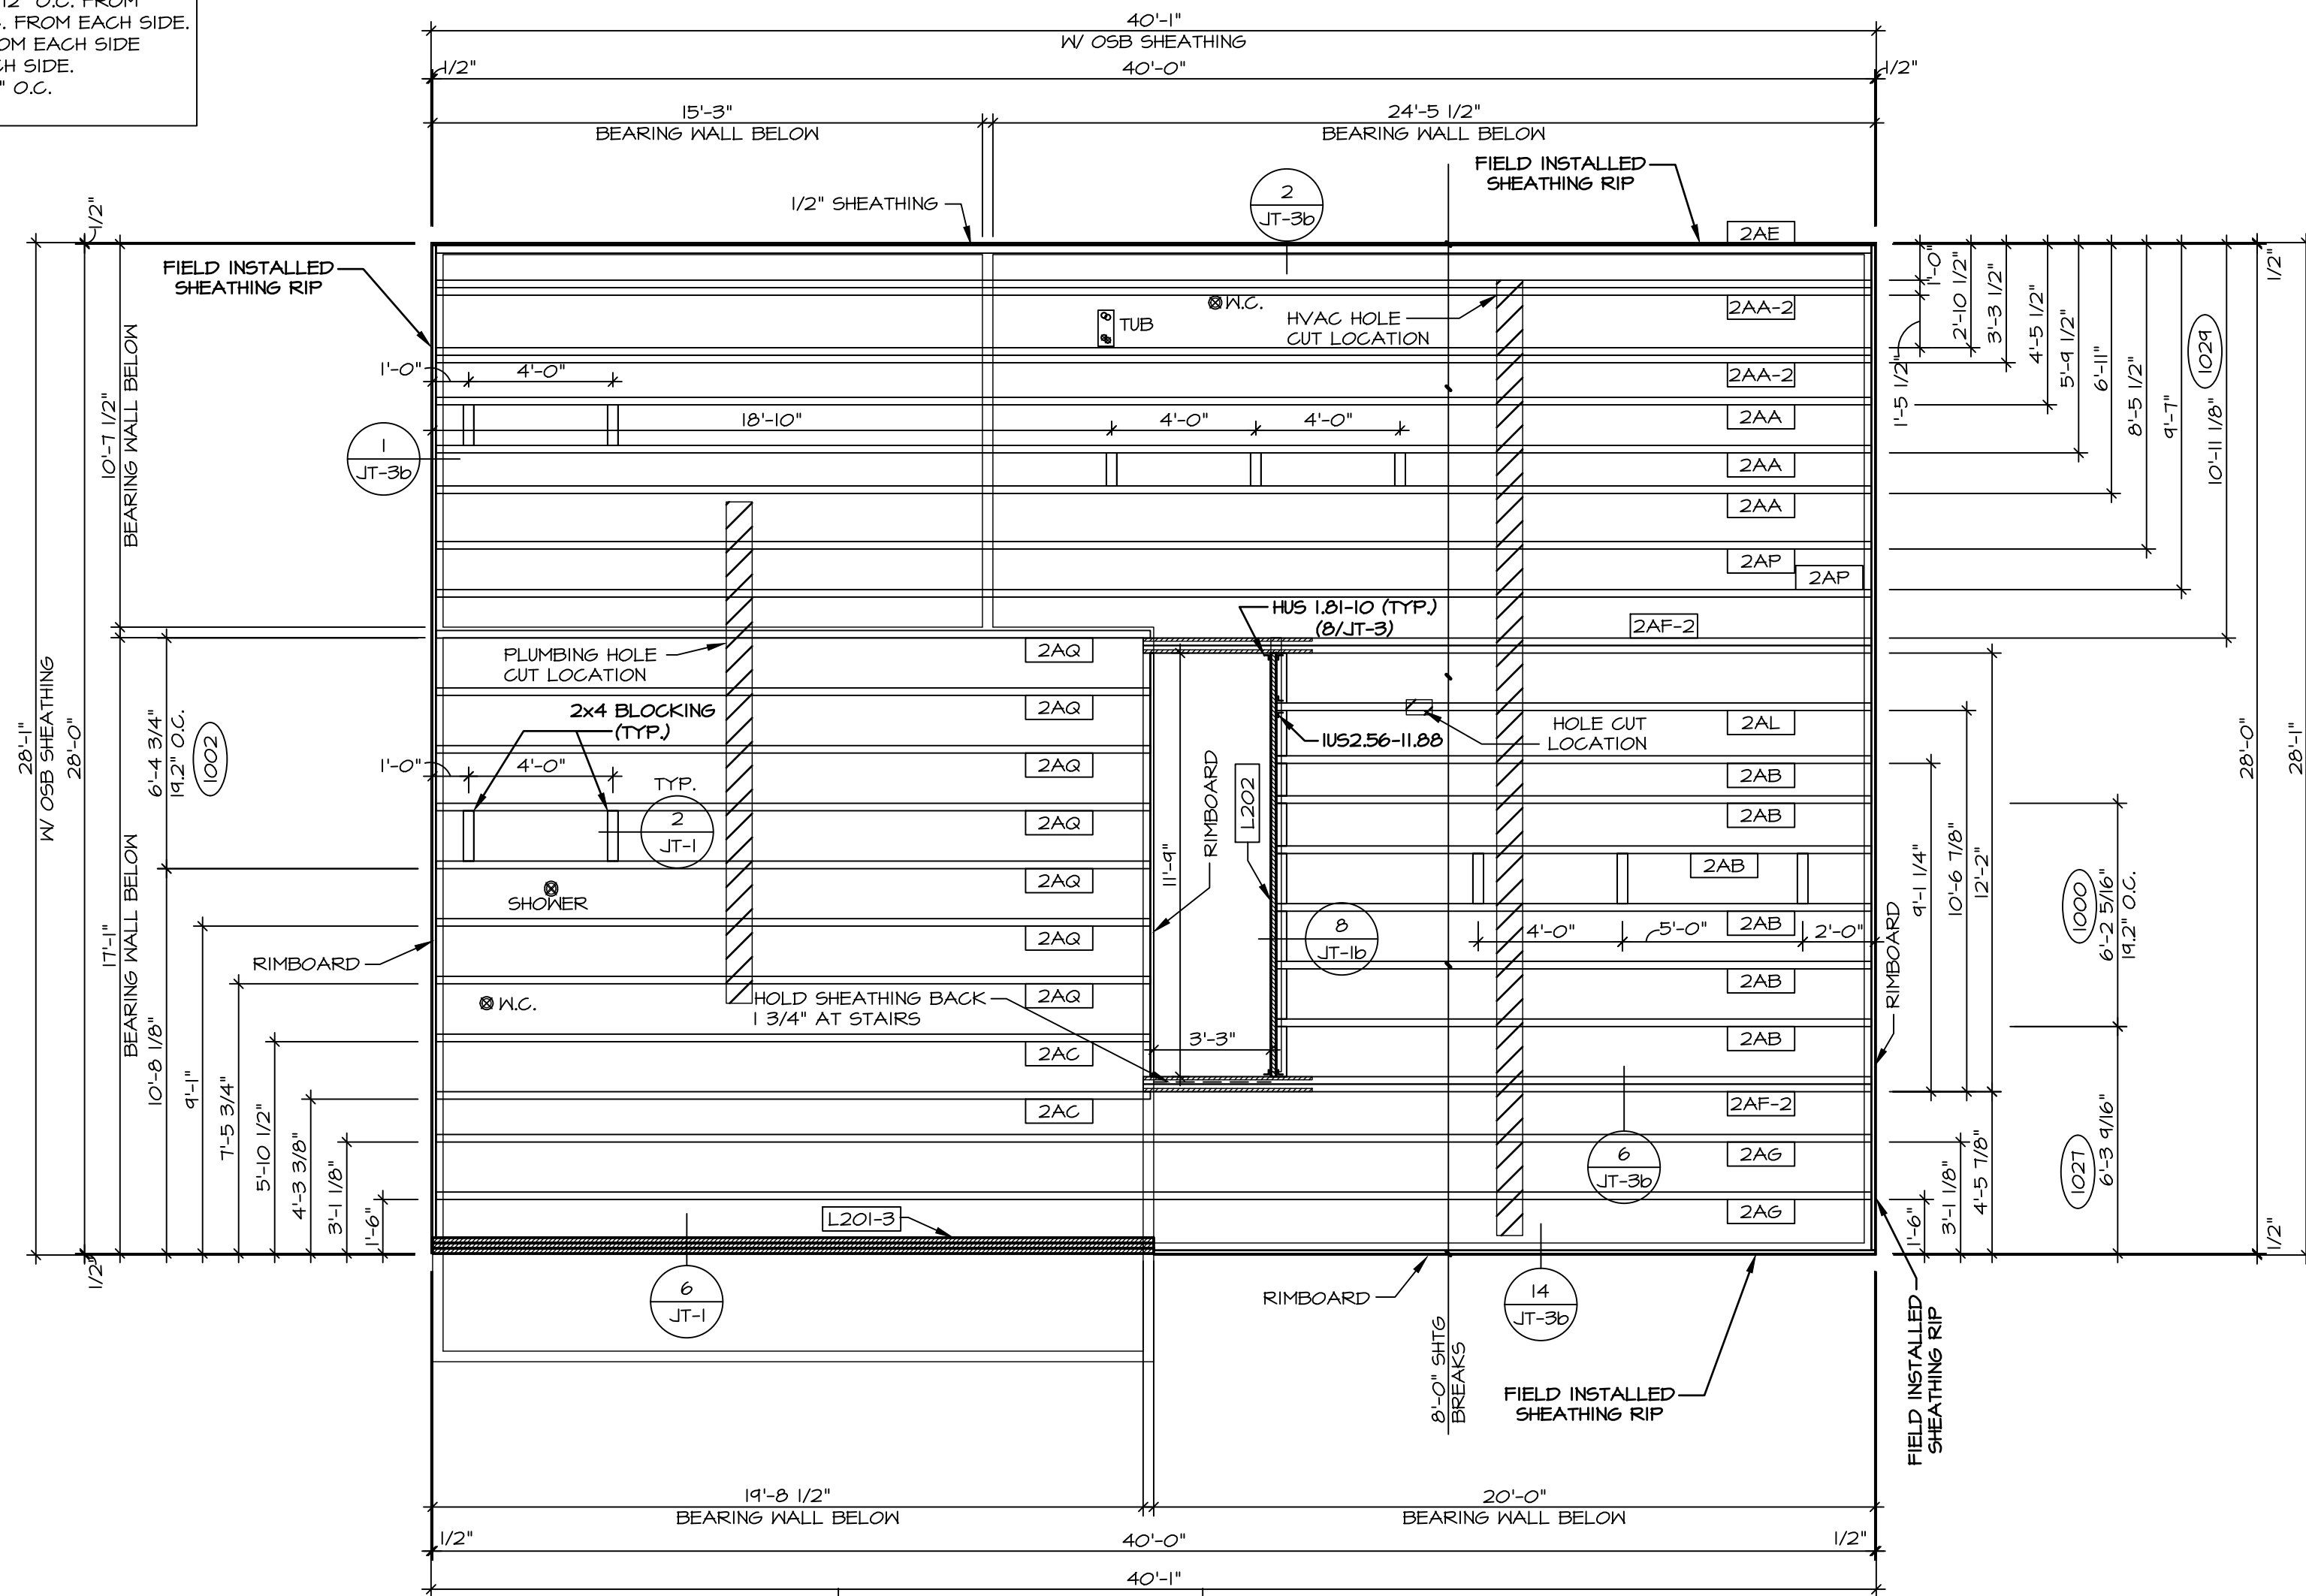 12" O.C. FROM
. FROM EACH SIDE.
OM EACH SIDE
CH SIDE.
" O.C.
40'-1"
W/ OSB SHEATHING
1/2"
40'-0"
1/2"
15'-3"
BEARING WALL BELOW
24'-5 1/2"
BEARING WALL BELOW
FIELD INSTALLED
SHEATHING RIP
1/2" SHEATHING
2
JT-3b
2AE
1/2"
FIELD INSTALLED
SHEATHING RIP
W.C.
TUB
HVAC HOLE
CUT LOCATION
2AA-2
2AA-2
1'-0"
4'-0"
2AA
18'-10"
4'-0"
4'-0"
1
JT-3b
2AA
2AA
2AP
2AP
HUS 1.81-10 (TYP.)
(8/JT-3)
2AF-2
PLUMBING HOLE
CUT LOCATION
2AQ
2AQ
2x4 BLOCKING
(TYP.)
IUS2.56-11.88
HOLE CUT
LOCATION
2AL
1'-0"
4'-0"
TYP.
2
JT-1
2AQ
2AQ
2AQ
2AQ
2AQ
RIMBOARD
L202
11'-9"
2AB
2AB
2AB
2AB
2AB
2AB
SHOWER
8
JT-1b
4'-0"
5'-0"
2'-0"
RIMBOARD
RIMBOARD
W.C.
HOLD SHEATHING BACK
1 3/4" AT STAIRS
3'-3"
2AC
2AC
2AF-2
2AG
2AG
6
JT-3b
L201-3
6
JT-1
RIMBOARD
14
JT-3b
8'-0" SHTG
BREAKS
FIELD INSTALLED
SHEATHING RIP
FIELD INSTALLED
SHEATHING RIP
28'-1"
W/ OSB SHEATHING
28'-0"
10'-7 1/2"
BEARING WALL BELOW
17'-1"
BEARING WALL BELOW
6'-4 3/4"
19.2" O.C.
1002
10'-8 1/8"
9'-1"
7'-5 3/4"
5'-10 1/2"
4'-3 3/8"
3'-1 1/8"
1'-6"
1/2"
1'-0"
1'-5 1/2"
2'-10 1/2"
3'-3 1/2"
4'-5 1/2"
5'-9 1/2"
6'-11"
8'-5 1/2"
9'-7"
10'-11 1/8"
1029
1/2"
28'-0"
28'-1"
9'-1 1/4"
10'-6 7/8"
12'-2"
1000
6'-2 5/16"
19.2" O.C.
1027
6'-3 9/16"
1'-6"
3'-1 1/8"
4'-5 7/8"
1/2"
19'-8 1/2"
BEARING WALL BELOW
20'-0"
BEARING WALL BELOW
1/2"
40'-0"
1/2"
40'-1"